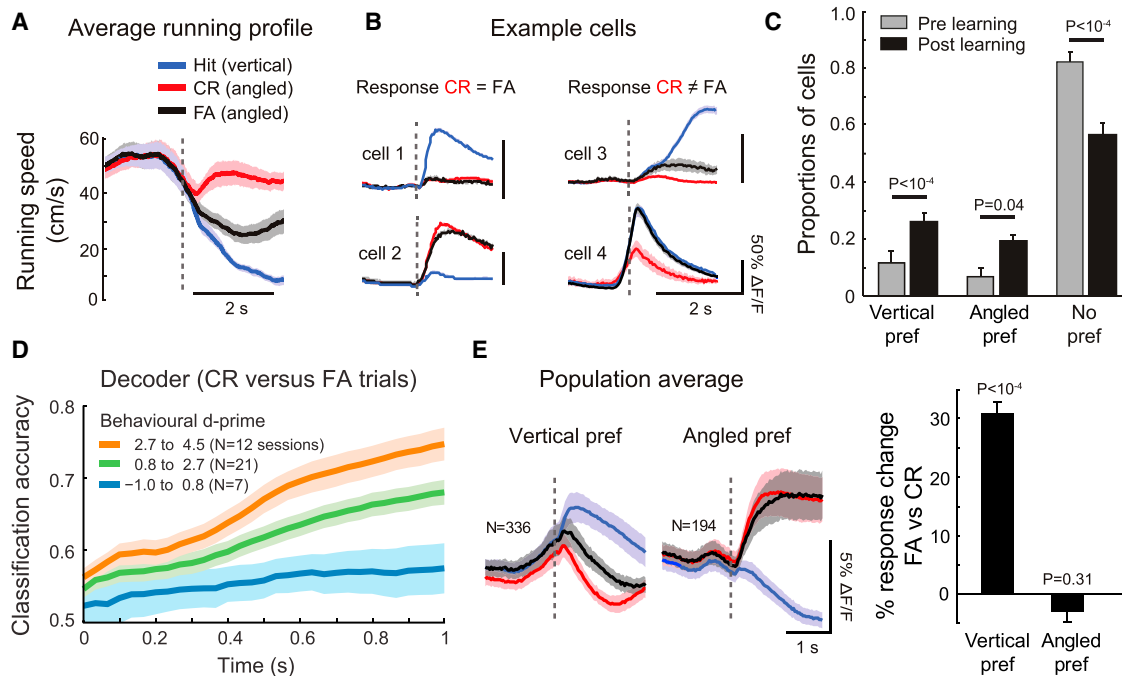 A
Average running profile
Hit (vertical)
CR (angled)
FA (angled)
Running speed
(cm/s)
60
40
20
0
2 s
B
Example cells
Response CR = FA
Response CR ≠ FA
cell 1
cell 3
cell 2
cell 4
50% ΔF/F
2 s
C
Pre learning
Post learning
Proportions of cells
1.0
0.8
0.6
0.4
0.2
0
P<10⁻⁴
P=0.04
P<10⁻⁴
Vertical
pref
Angled
pref
No
pref
D
Decoder (CR versus FA trials)
Classification accuracy
0.8
0.7
0.6
0.5
Behavioural d-prime
2.7 to 4.5 (N=12 sessions)
0.8 to 2.7 (N=21)
−1.0 to 0.8 (N=7)
0 0.2 0.4 0.6 0.8 1
Time (s)
E
Population average
Vertical pref
Angled pref
N=336
N=194
5% ΔF/F
1 s
% response change
FA vs CR
30
20
10
0
P<10⁻⁴
P=0.31
Vertical
pref
Angled
pref